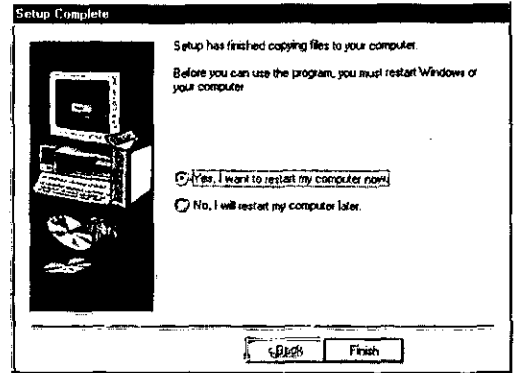 Setup Complete
Setup has finished copying files to your computer.
Before you can use the program, you must restart Windows or
your computer
Yes, I want to restart my computer now.
No, I will restart my computer later.
< Back
Finish